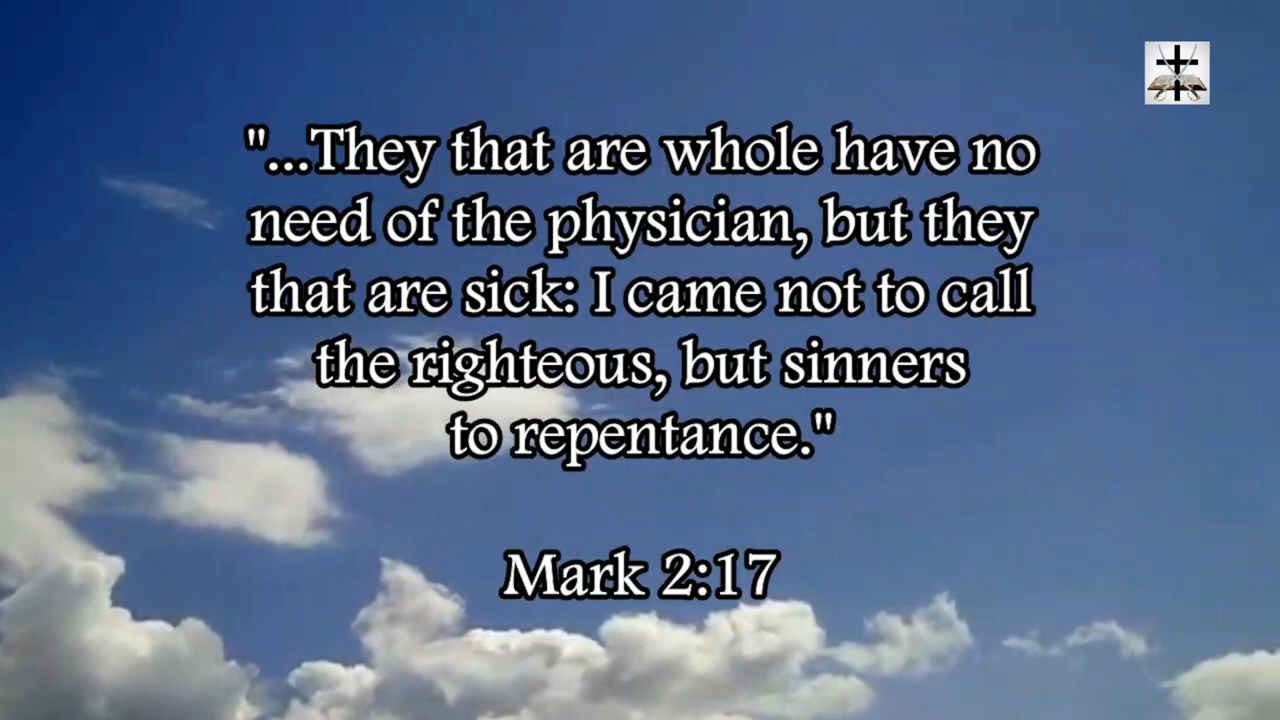 "...They that are whole have no
need of the physician, but they
that are sick: I came not to call
the righteous, but sinners
to repentance."
Mark 2:17